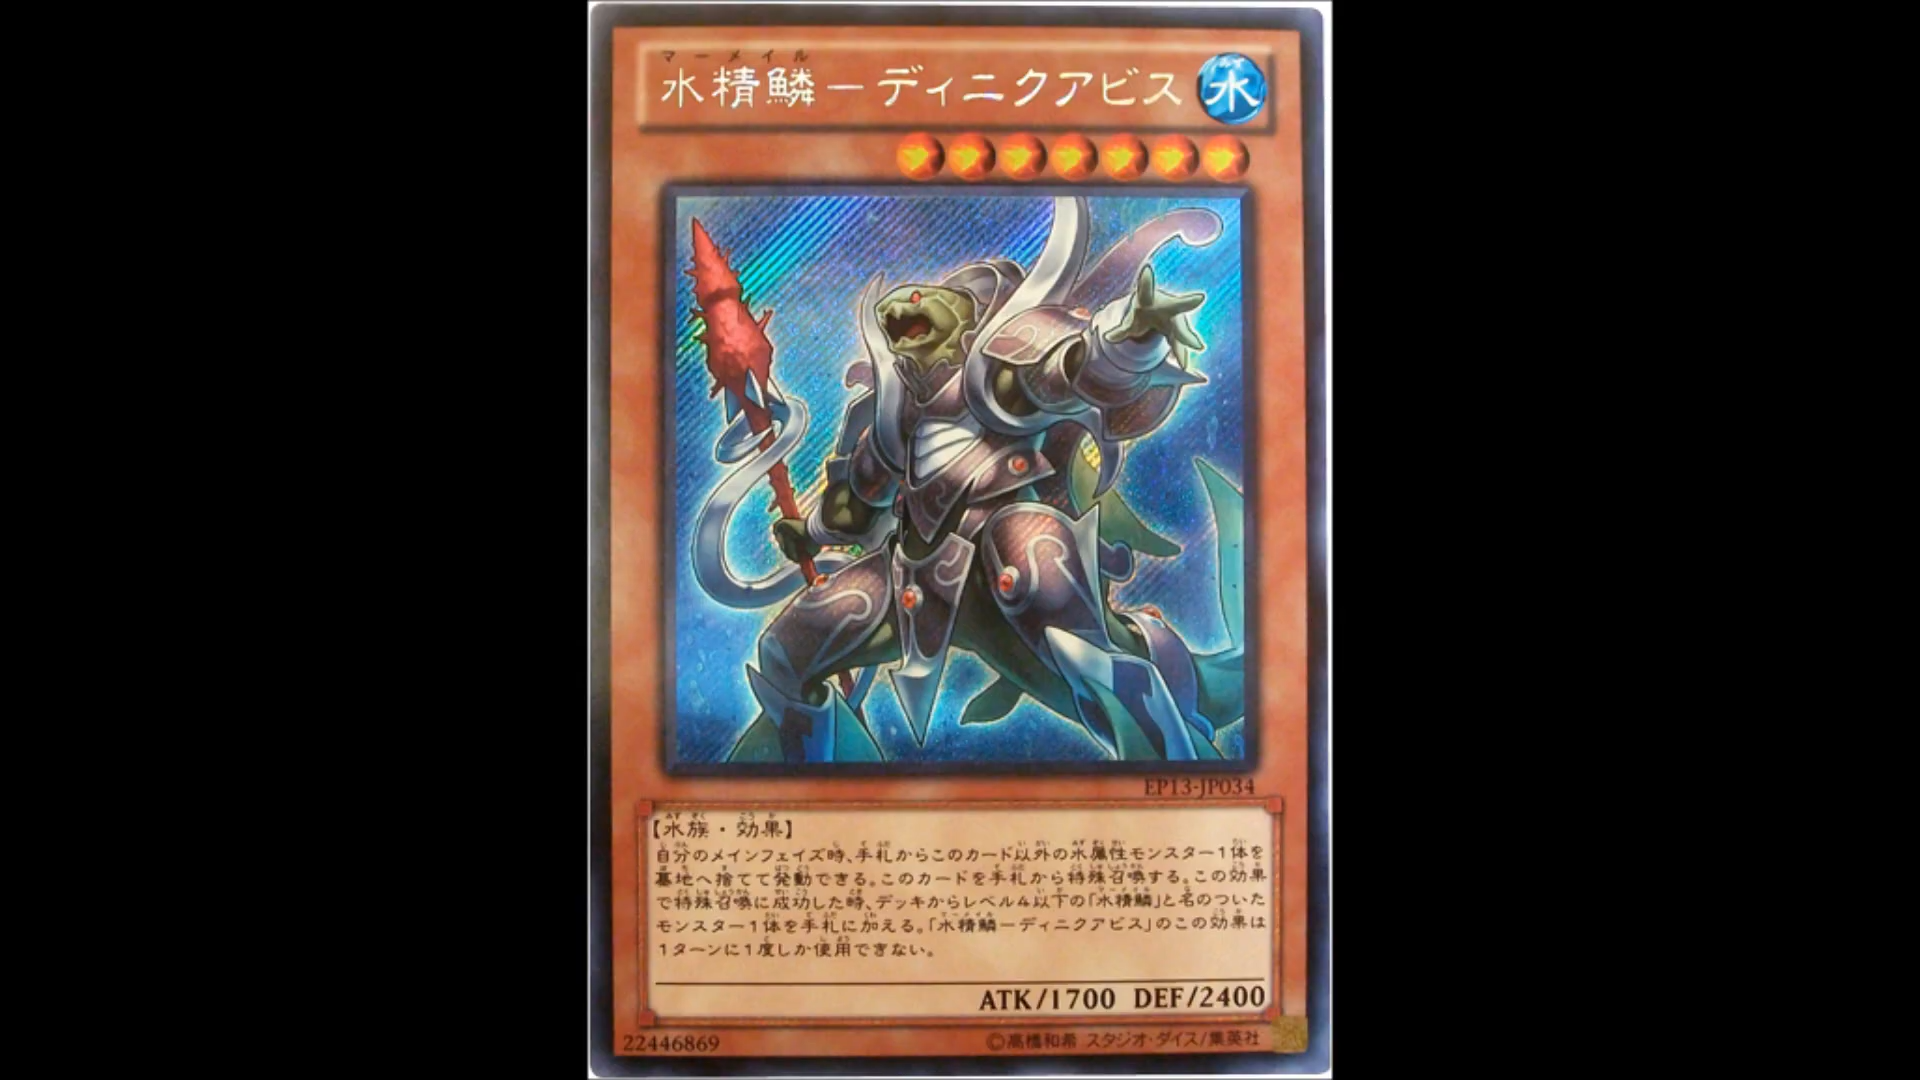 マーメイル
水精鱗－ディニクアビス
みず
水
EP13-JP034
【水族・効果】
自分のメインフェイズ時、手札からこのカード以外の水属性モンスター1体を
墓地へ捨てて発動できる。このカードを手札から特殊召喚する。この効果
で特殊召喚に成功した時、デッキからレベル4以下の「水精鱗」と名のついた
モンスター1体を手札に加える。「水精鱗－ディニクアビス」のこの効果は
1ターンに1度しか使用できない。
ATK/1700 DEF/2400
22446869
©高橋和希 スタジオ・ダイス/集英社